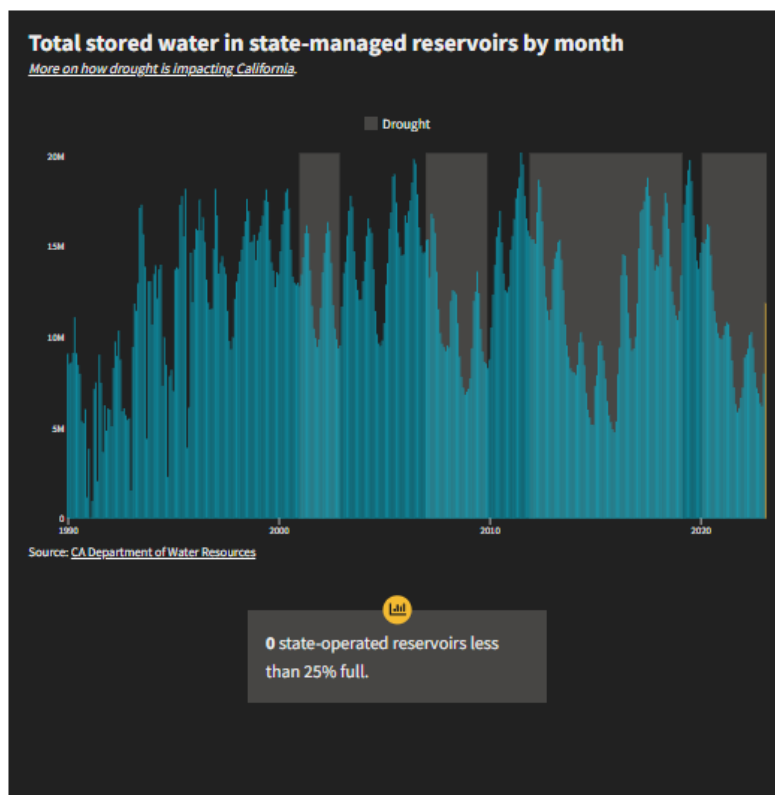 Total stored water in state-managed reservoirs by month
More on how drought is impacting California.
Drought
20M
15M
10M
5M
0
1990
2000
2010
2020
Source: CA Department of Water Resources
0 state-operated reservoirs less
than 25% full.